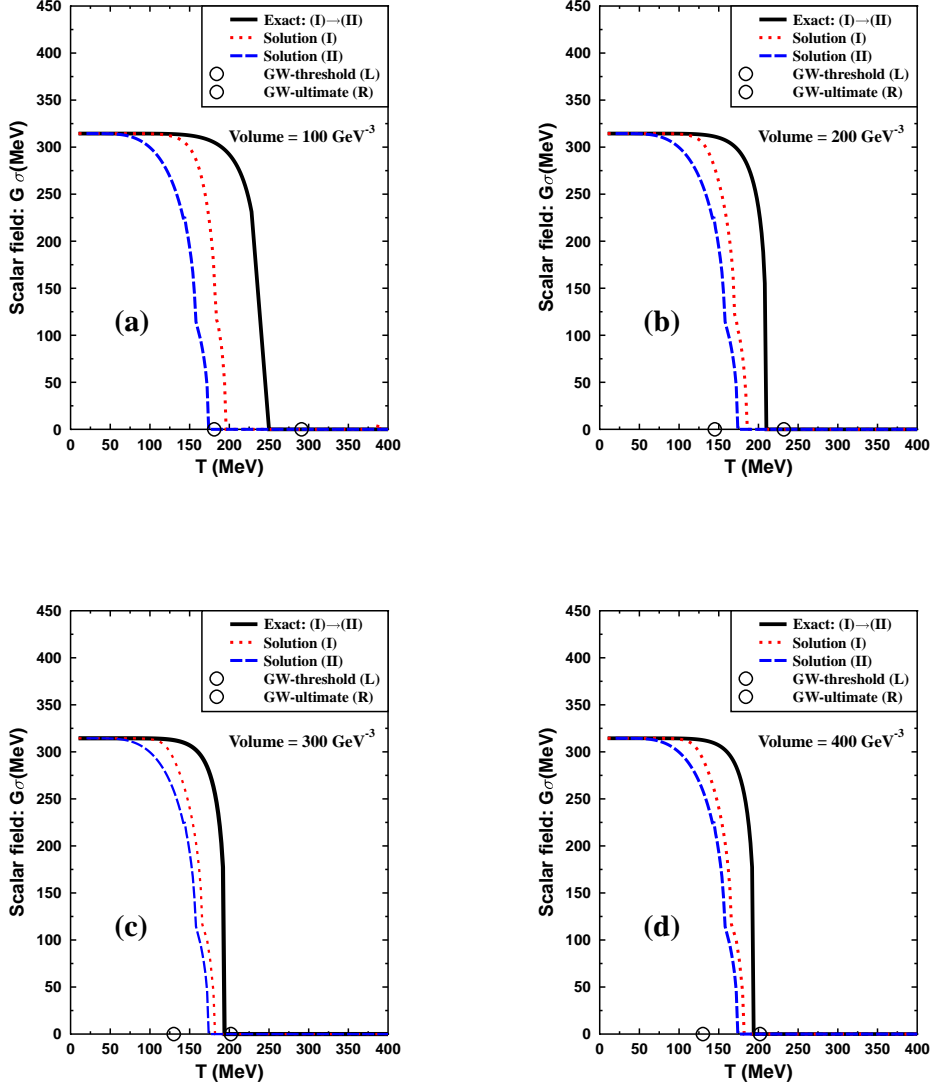 450
400
350
300
250
200
150
100
50
0
Scalar field: G σ(MeV)
Exact: (I)→(II)
Solution (I)
Solution (II)
GW-threshold (L)
GW-ultimate (R)
Volume = 100 GeV-3
(a)
0 50 100 150 200 250 300 350 400
T (MeV)
450
400
350
300
250
200
150
100
50
0
Scalar field: Gσ(MeV)
Exact: (I)→(II)
Solution (I)
Solution (II)
GW-threshold (L)
GW-ultimate (R)
Volume = 200 GeV-3
(b)
0 50 100 150 200 250 300 350 400
T (MeV)
450
400
350
300
250
200
150
100
50
0
Scalar field: Gσ(MeV)
Exact: (I)→(II)
Solution (I)
Solution (II)
GW-threshold (L)
GW-ultimate (R)
Volume = 300 GeV-3
(c)
0 50 100 150 200 250 300 350 400
T (MeV)
450
400
350
300
250
200
150
100
50
0
Scalar field: Gσ(MeV)
Exact: (I)→(II)
Solution (I)
Solution (II)
GW-threshold (L)
GW-ultimate (R)
Volume = 400 GeV-3
(d)
0 50 100 150 200 250 300 350 400
T (MeV)